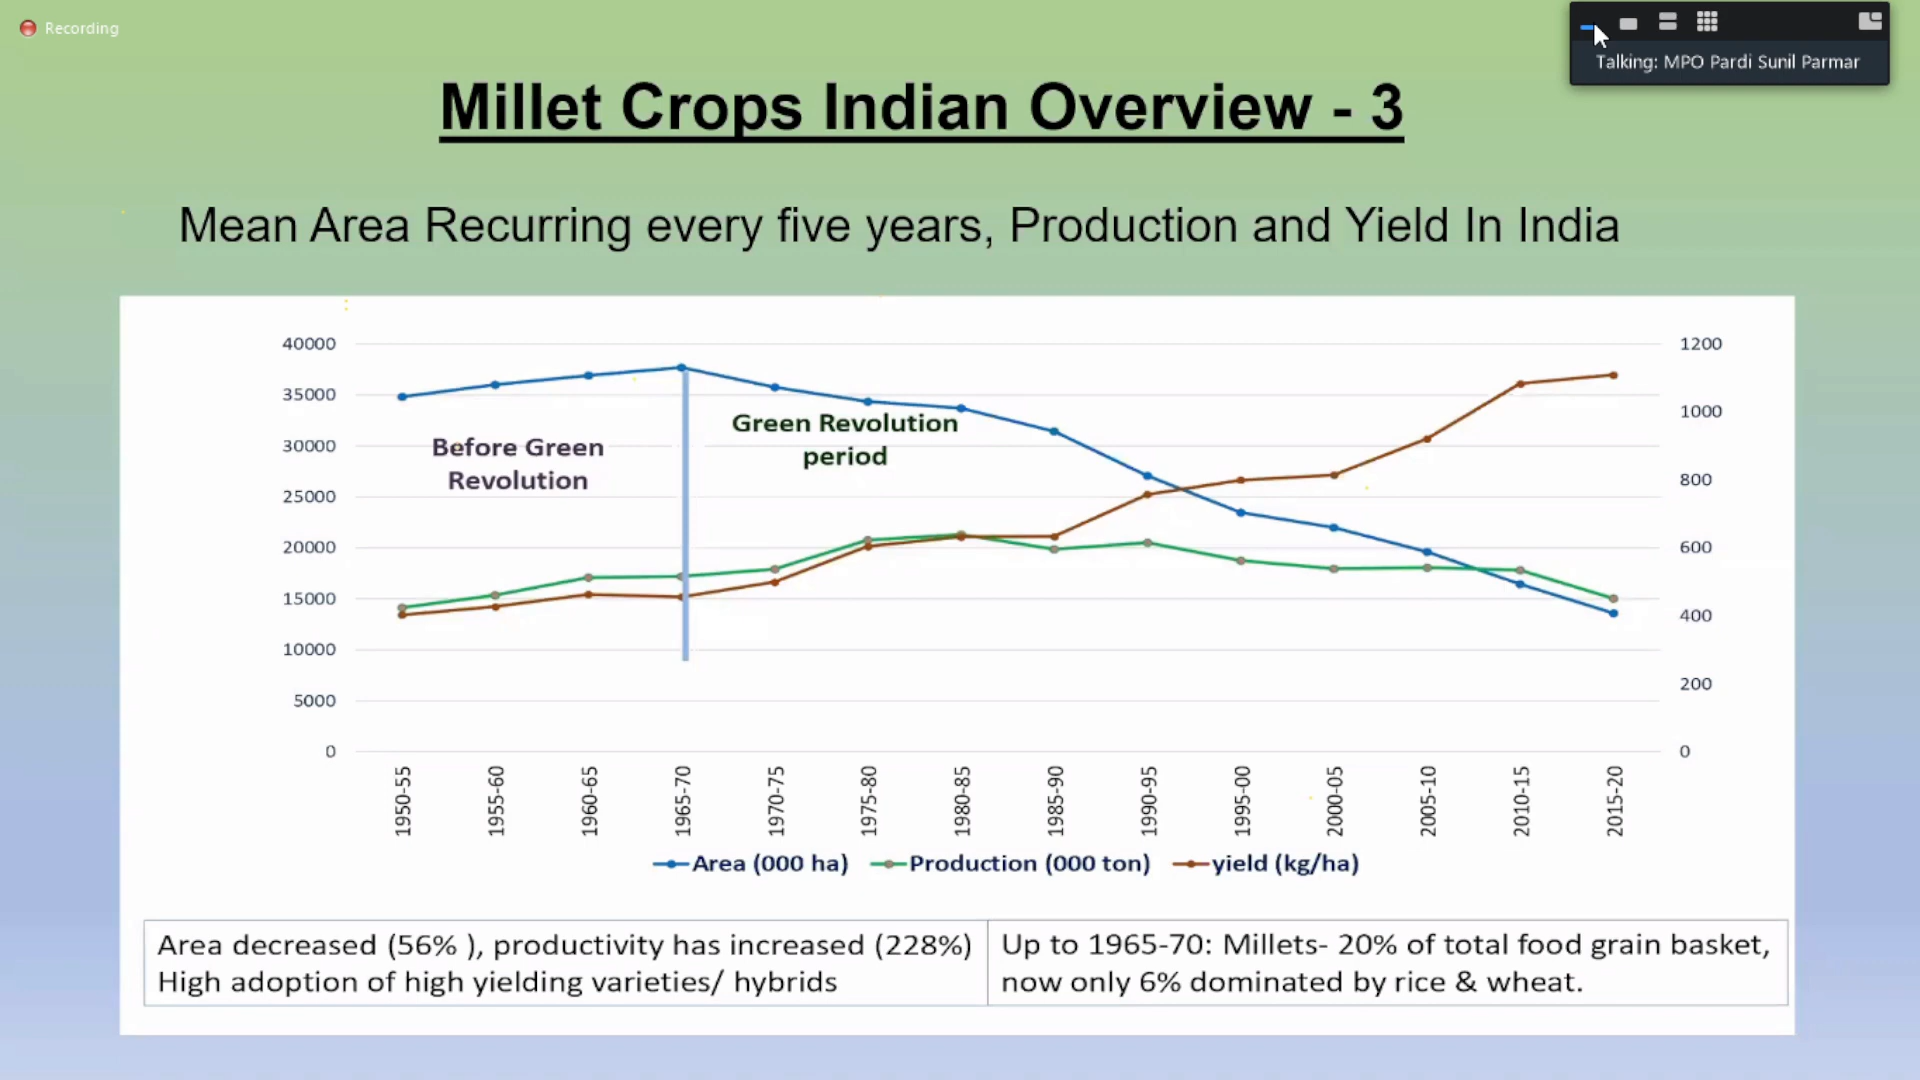 Recording
Talking: MPO Pardi Sunil Parmar
Millet Crops Indian Overview - 3
Mean Area Recurring every five years, Production and Yield In India
40000
35000
30000
25000
20000
15000
10000
5000
0
Before Green
Revolution
Green Revolution
period
1200
1000
800
600
400
200
0
1950-55
1955-60
1960-65
1965-70
1970-75
1975-80
1980-85
1985-90
1990-95
1995-00
2000-05
2005-10
2010-15
2015-20
Area (000 ha)
Production (000 ton)
yield (kg/ha)
Area decreased (56% ), productivity has increased (228%)
High adoption of high yielding varieties/ hybrids
Up to 1965-70: Millets- 20% of total food grain basket,
now only 6% dominated by rice & wheat.